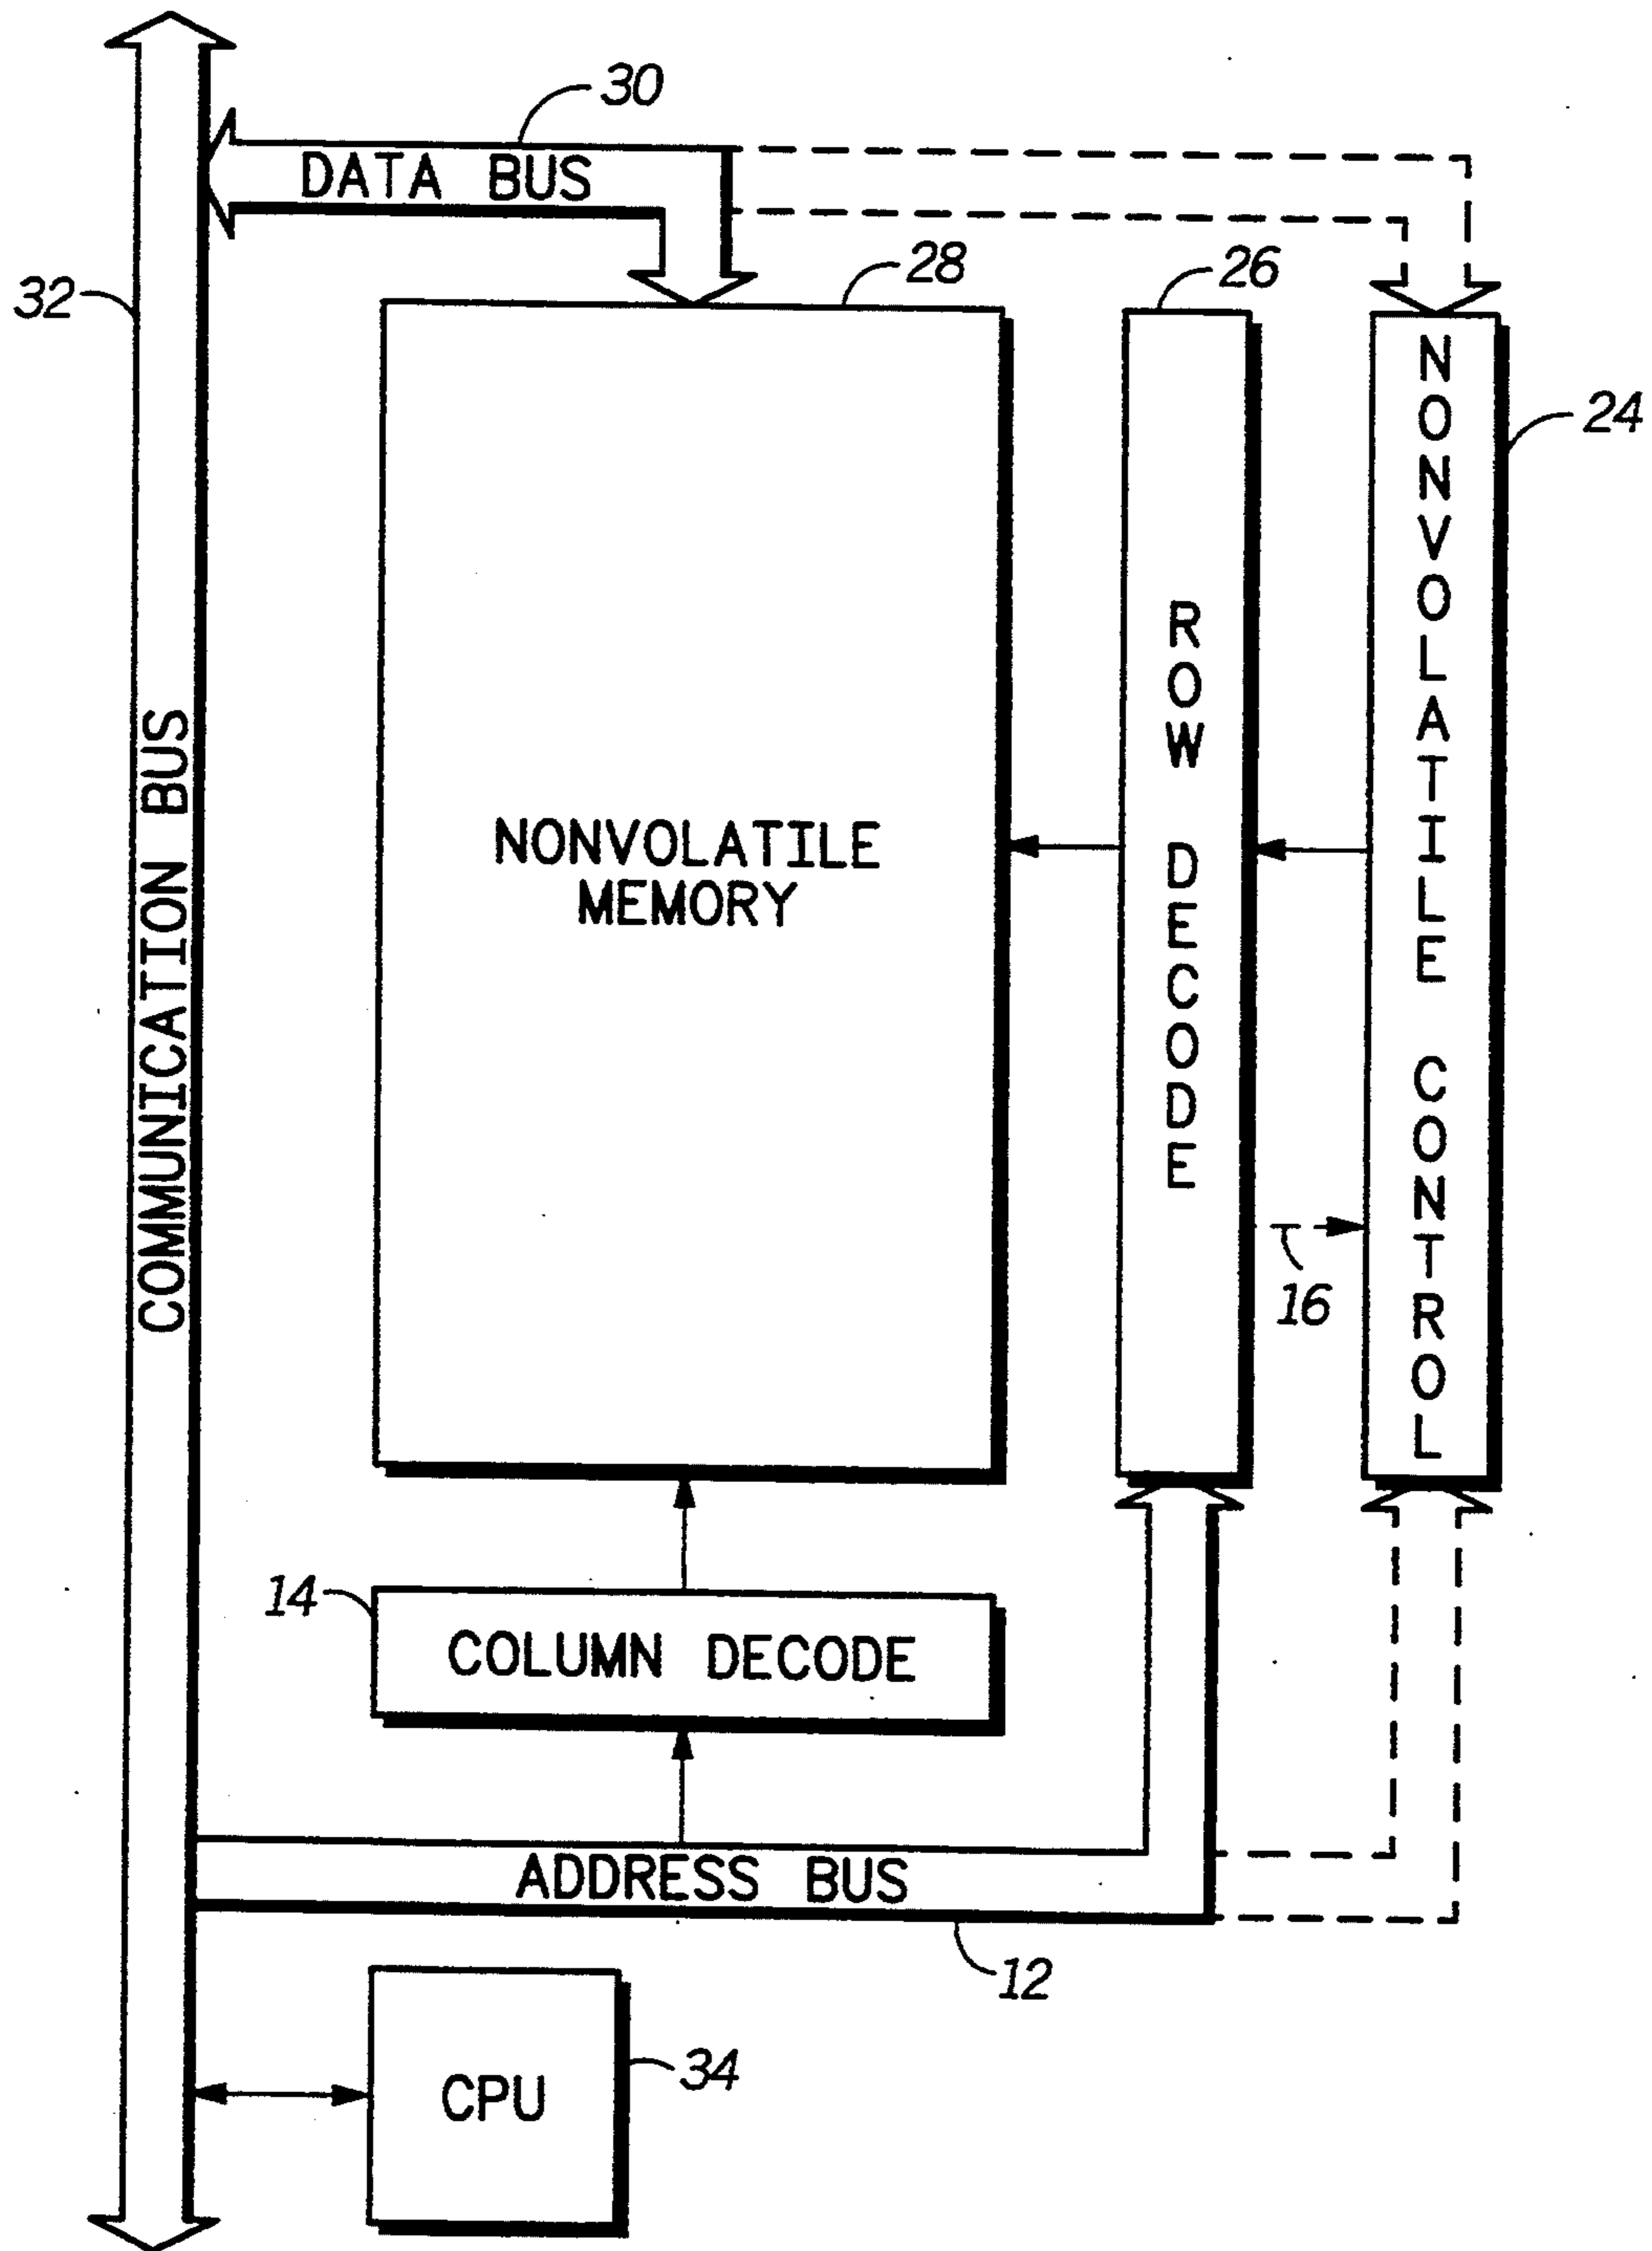 30
DATA BUS
28
26
32
24
NONVOLATILE CONTROL
ROW DECODE
NONVOLATILE
MEMORY
COMMUNICATION BUS
16
14
COLUMN DECODE
ADDRESS BUS
12
CPU
34